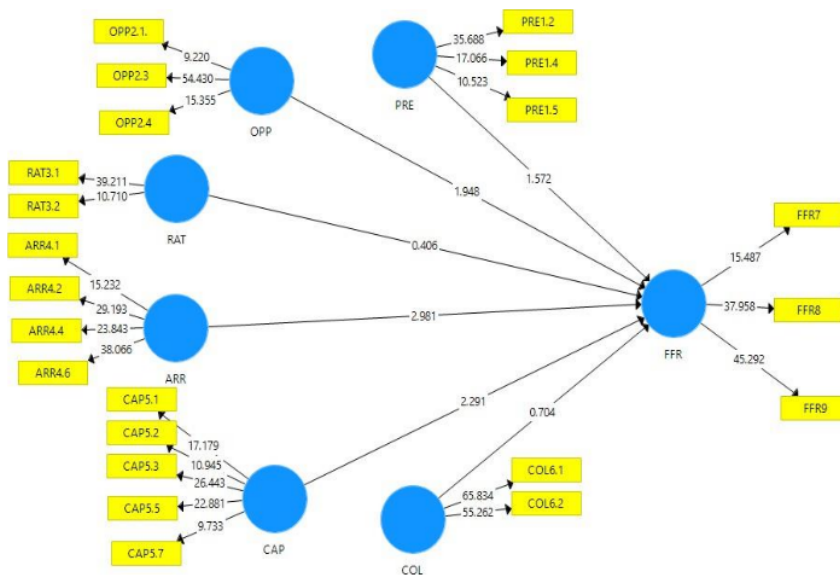 OPP2.1.
OPP2.3
OPP2.4
9.220
54.430
15.355
OPP
PRE
35.688
17.066
10.523
PRE1.2
PRE1.4
PRE1.5
RAT3.1
RAT3.2
39.211
10.710
RAT
1.948
1.572
0.406
ARR4.1
ARR4.2
ARR4.4
ARR4.6
15.232
29.193
23.843
38.066
ARR
2.981
FFR
15.487
37.958
45.292
FFR7
FFR8
FFR9
CAP5.1
CAP5.2
CAP5.3
CAP5.5
CAP5.7
17.179
10.945
26.443
22.881
9.733
CAP
2.291
0.704
COL6.1
COL6.2
65.834
55.262
COL